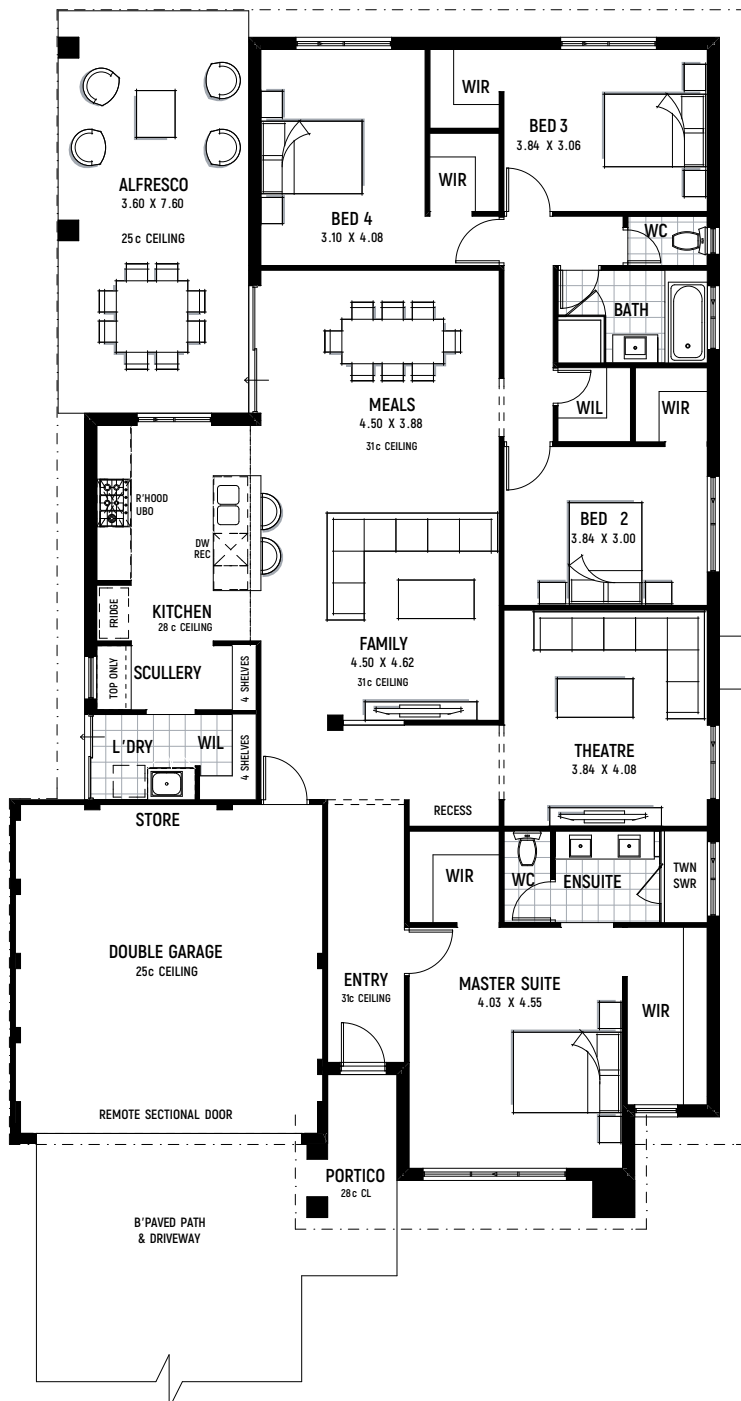 WIR
BED 3
3.84 X 3.06
ALFRESCO
3.60 X 7.60
25c CEILING
WIR
BED 4
3.10 X 4.08
WC
BATH
MEALS
4.50 X 3.88
31c CEILING
WIL
WIR
R'HOOD
UBO
DW
REC
BED 2
3.84 X 3.00
FRIDGE
KITCHEN
28 c CEILING
FAMILY
4.50 X 4.62
31c CEILING
TOP ONLY
SCULLERY
4 SHELVES
L'DRY
WIL
4 SHELVES
THEATRE
3.84 X 4.08
STORE
RECESS
WIR
WC
ENSUITE
TWN
SWR
DOUBLE GARAGE
25c CEILING
ENTRY
31c CEILING
MASTER SUITE
4.03 X 4.55
WIR
REMOTE SECTIONAL DOOR
PORTICO
28c CL
B'PAVED PATH
& DRIVEWAY